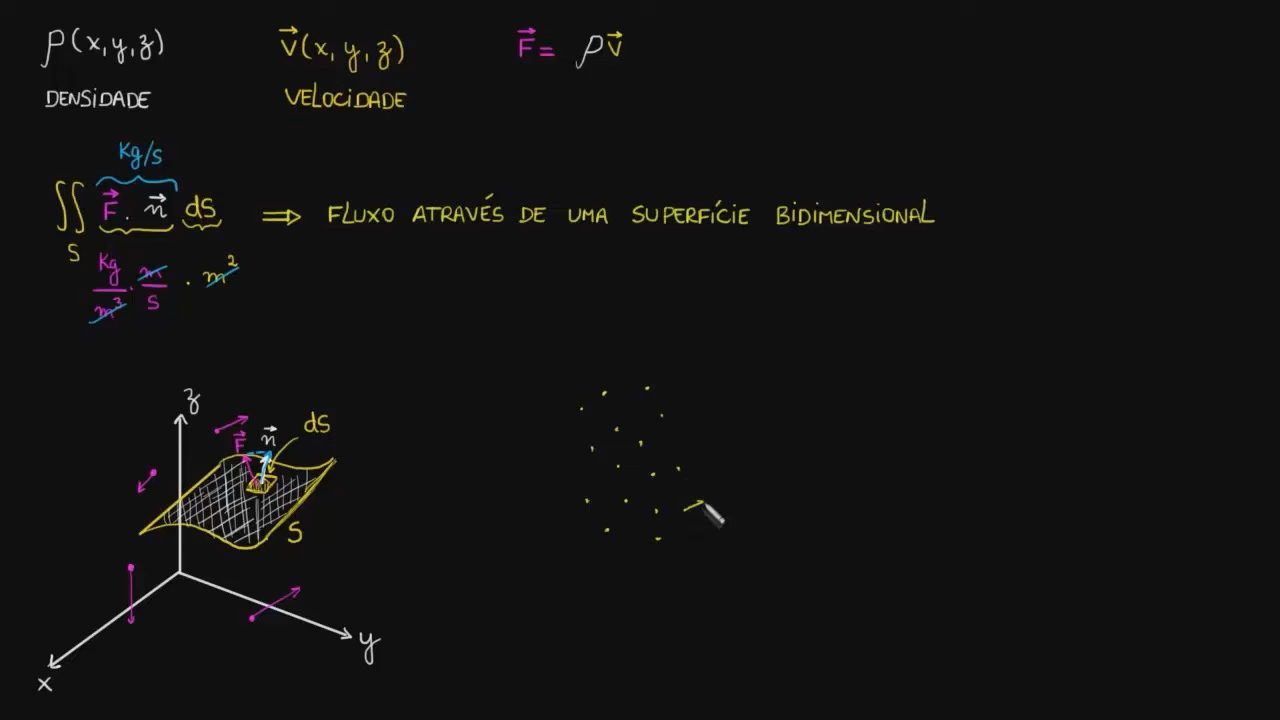 ρ(x,y,z) v⃗(x,y,z) F⃗ = ρv⃗
DENSIDADE VELOCIDADE
Kg/s
∬ F⃗ . n⃗ dS ⇒ FLUXO ATRAVÉS DE UMA SUPERFÍCIE BIDIMENSIONAL
S
Kg/m³ . m/s . m²
z
dS
F⃗ n⃗
S
y
x